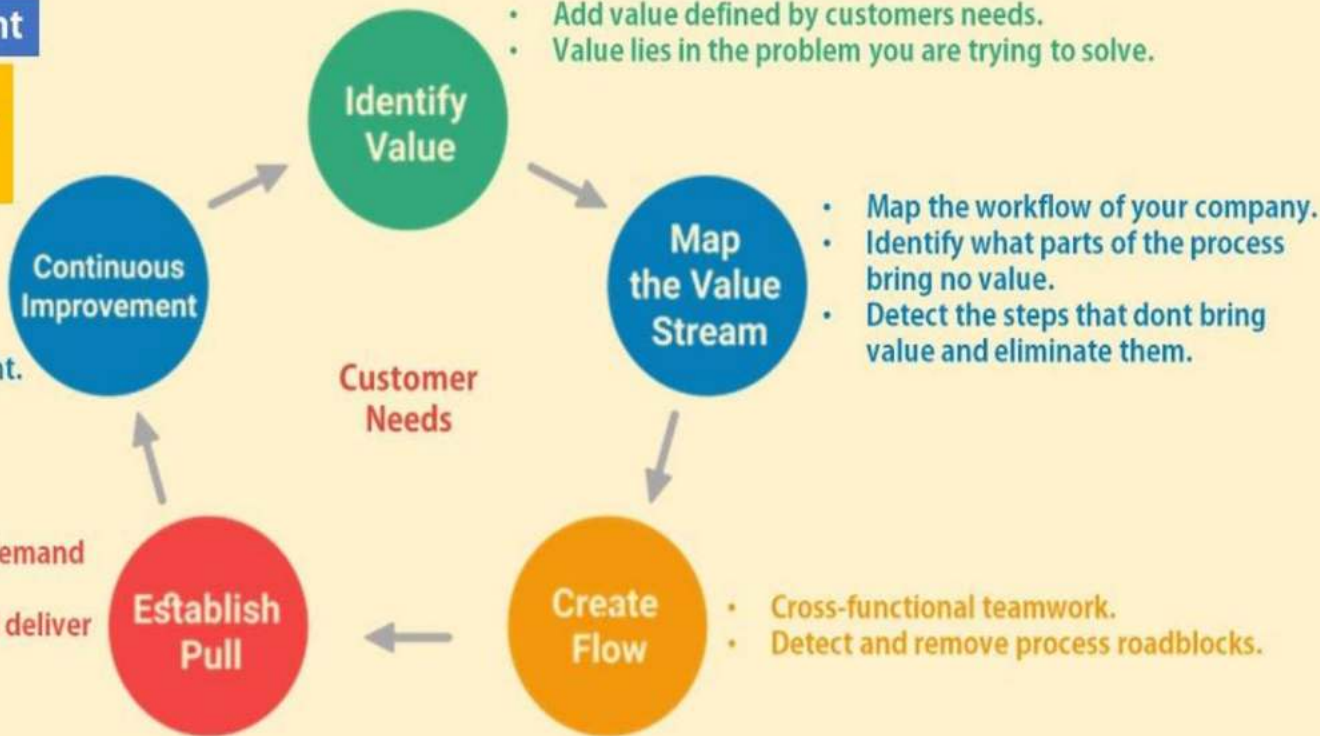 • Add value defined by customers needs.
• Value lies in the problem you are trying to solve.
Identify
Value
Continuous
Improvement
Map
the Value
Stream
• Map the workflow of your company.
• Identify what parts of the process
bring no value.
• Detect the steps that dont bring
value and eliminate them.
Customer
Needs
deliver
Establish
Pull
Create
Flow
• Cross-functional teamwork.
• Detect and remove process roadblocks.